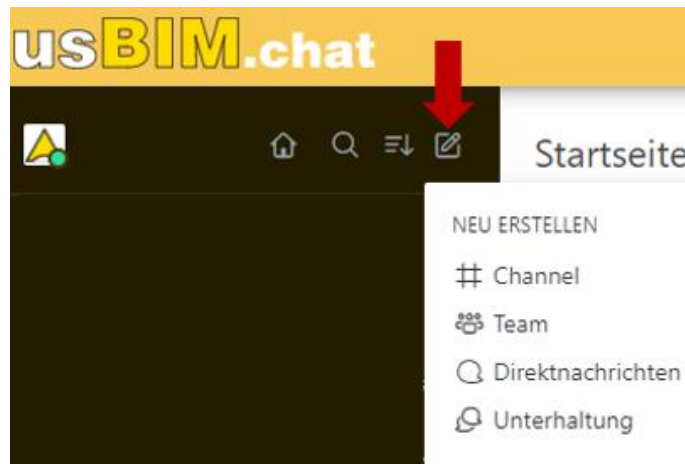 usBIM.chat
Startseite
NEU ERSTELLEN
Channel
Team
Direktnachrichten
Unterhaltung